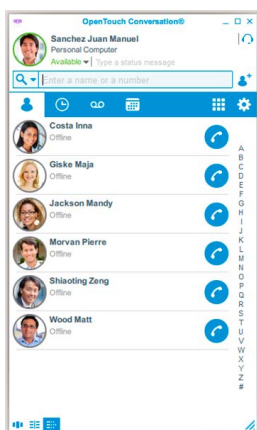 OpenTouch Conversation®
Sanchez Juan Manuel
Personal Computer
Available Type a status message
Enter a name or a number
Costa Inna
Offline
Giske Maja
Offline
Jackson Mandy
Offline
Morvan Pierre
Offline
Shiaoting Zeng
Offline
Wood Matt
Offline
A
B
C
D
E
F
G
H
I
J
K
L
M
N
O
P
Q
R
S
T
U
V
W
X
Y
Z
#